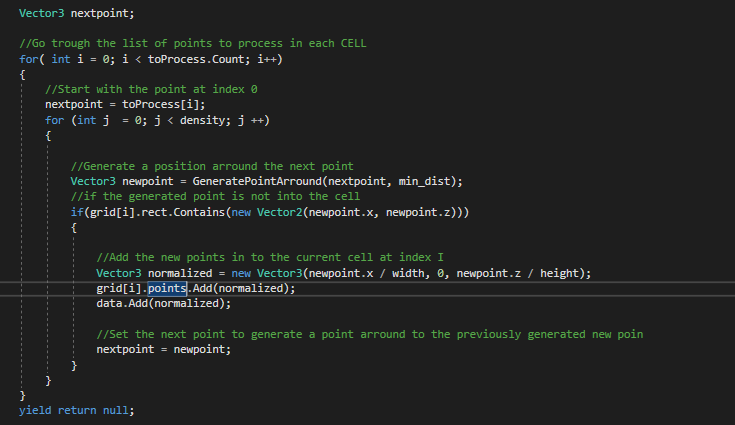 Vector3 nextpoint;
//Go trough the list of points to process in each CELL
for( int i = 0; i < toProcess.Count; i++)
{
//Start with the point at index 0
nextpoint = toProcess[i];
for (int j  = 0; j < density; j ++)
{
//Generate a position arround the next point
Vector3 newpoint = GeneratePointArround(nextpoint, min_dist);
//if the generated point is not into the cell
if(grid[i].rect.Contains(new Vector2(newpoint.x, newpoint.z)))
{
//Add the new points in to the current cell at index I
Vector3 normalized = new Vector3(newpoint.x / width, 0, newpoint.z / height);
grid[i].points.Add(normalized);
data.Add(normalized);
//Set the next point to generate a point arround to the previously generated new poin
nextpoint = newpoint;
}
}
}
yield return null;